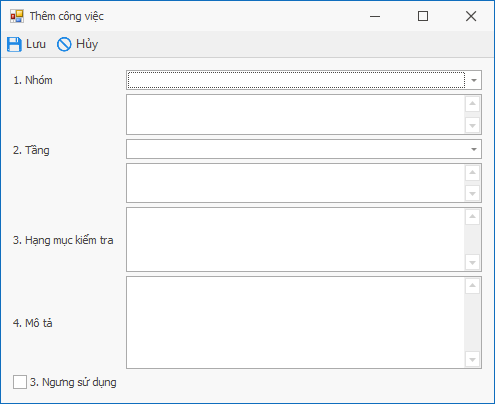 Thêm công việc
Lưu Hủy
1. Nhóm
2. Tầng
3. Hạng mục kiểm tra
4. Mô tả
3. Ngưng sử dụng